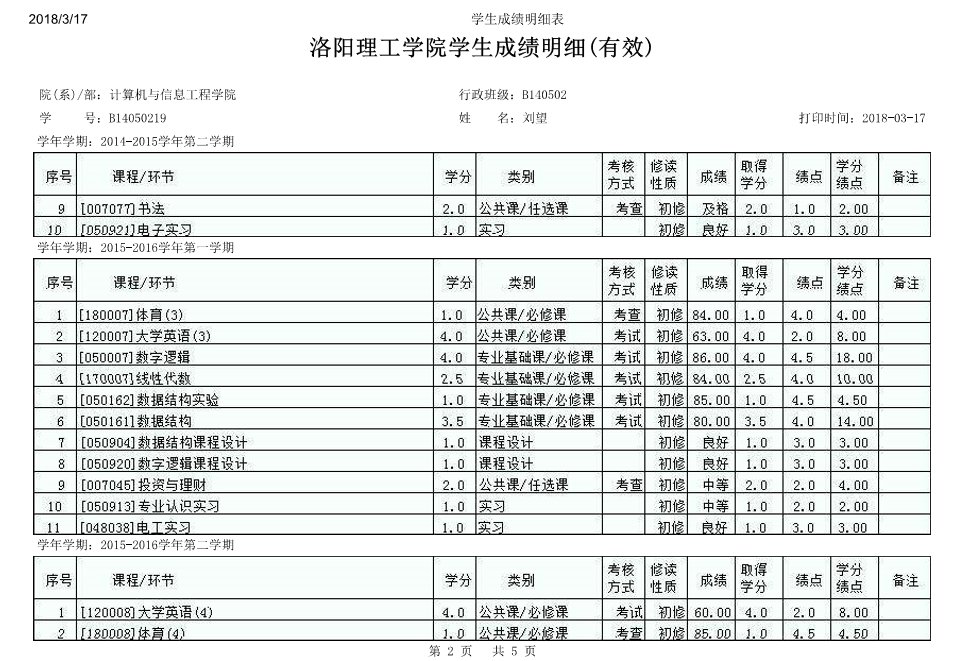 2018/3/17 学生成绩明细表
洛阳理工学院学生成绩明细(有效)
院(系)/部：计算机与信息工程学院 行政班级：B140502
学 号：B14050219 姓 名：刘望 打印时间：2018-03-17
学年学期：2014-2015学年第二学期
序号 课程/环节 学分 类别 考核方式 修读性质 成绩 取得学分 绩点 学分绩点 备注
9 [007077]书法 2.0 公共课/任选课 考查 初修 及格 2.0 1.0 2.00
10 [050921]电子实习 1.0 实习 初修 良好 1.0 3.0 3.00
学年学期：2015-2016学年第一学期
序号 课程/环节 学分 类别 考核方式 修读性质 成绩 取得学分 绩点 学分绩点 备注
1 [180007]体育(3) 1.0 公共课/必修课 考查 初修 84.00 1.0 4.0 4.00
2 [120007]大学英语(3) 4.0 公共课/必修课 考试 初修 63.00 4.0 2.0 8.00
3 [050007]数字逻辑 4.0 专业基础课/必修课 考试 初修 86.00 4.0 4.5 18.00
4 [170007]线性代数 2.5 专业基础课/必修课 考试 初修 84.00 2.5 4.0 10.00
5 [050162]数据结构实验 1.0 专业基础课/必修课 考试 初修 85.00 1.0 4.5 4.50
6 [050161]数据结构 3.5 专业基础课/必修课 考试 初修 80.00 3.5 4.0 14.00
7 [050904]数据结构课程设计 1.0 课程设计 初修 良好 1.0 3.0 3.00
8 [050920]数字逻辑课程设计 1.0 课程设计 初修 良好 1.0 3.0 3.00
9 [007045]投资与理财 2.0 公共课/任选课 考查 初修 中等 2.0 2.0 4.00
10 [050913]专业认识实习 1.0 实习 初修 中等 1.0 2.0 2.00
11 [048038]电工实习 1.0 实习 初修 良好 1.0 3.0 3.00
学年学期：2015-2016学年第二学期
序号 课程/环节 学分 类别 考核方式 修读性质 成绩 取得学分 绩点 学分绩点 备注
1 [120008]大学英语(4) 4.0 公共课/必修课 考试 初修 60.00 4.0 2.0 8.00
2 [180008]体育(4) 1.0 公共课/必修课 考查 初修 85.00 1.0 4.5 4.50
第 2 页 共 5 页